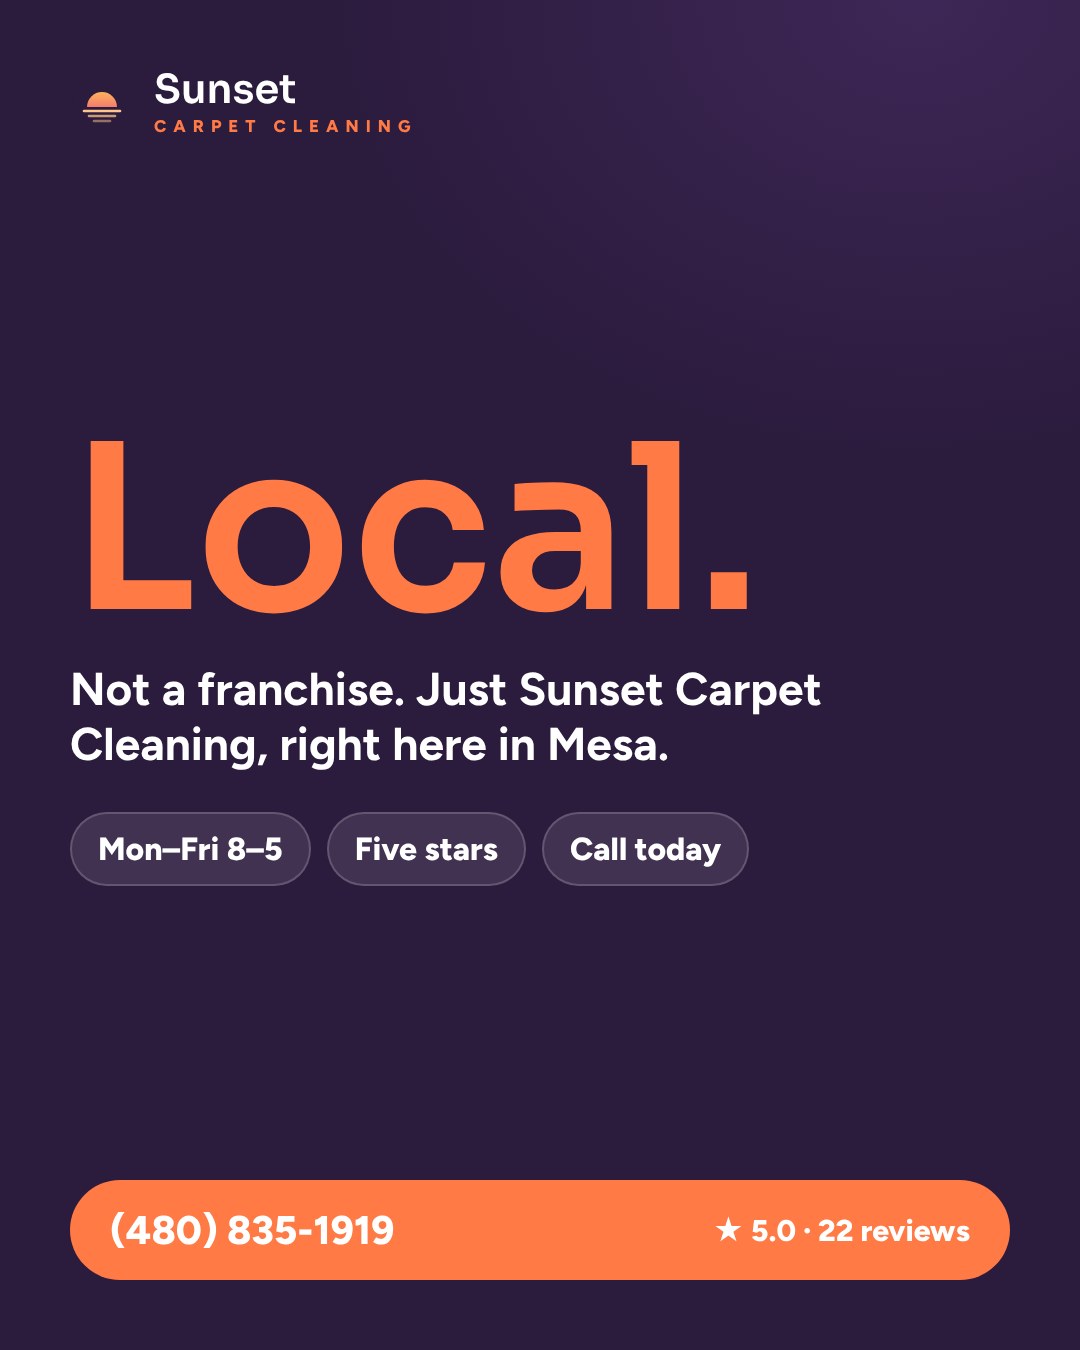 Sunset
CARPET CLEANING
Local.
Not a franchise. Just Sunset Carpet
Cleaning, right here in Mesa.
Mon–Fri 8–5
Five stars
Call today
(480) 835-1919
★ 5.0 · 22 reviews